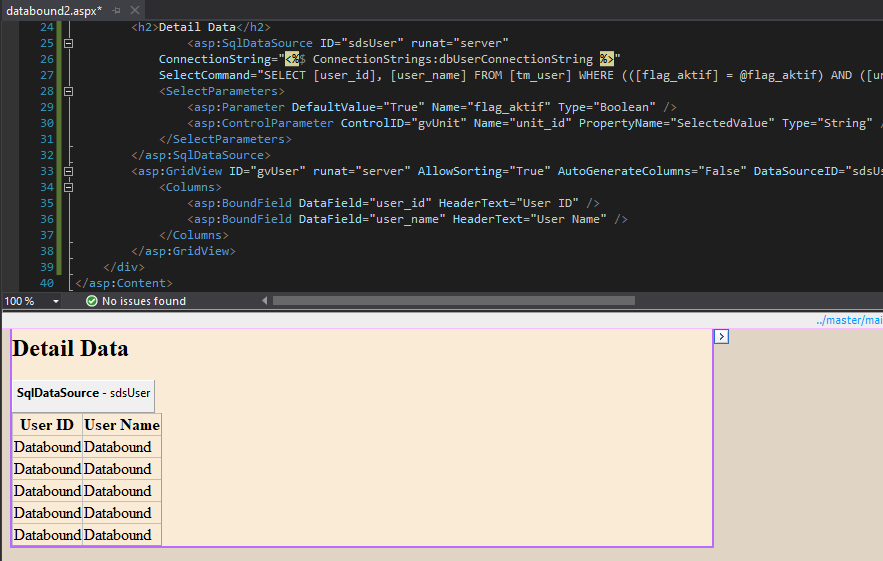 databound2.aspx*
24 <h2>Detail Data</h2>
25 <asp:SqlDataSource ID="sdsUser" runat="server"
26 ConnectionString="<%$ ConnectionStrings:dbUserConnectionString %>"
27 SelectCommand="SELECT [user_id], [user_name] FROM [tm_user] WHERE (([flag_aktif] = @flag_aktif) AND ([un
28 <SelectParameters>
29 <asp:Parameter DefaultValue="True" Name="flag_aktif" Type="Boolean" />
30 <asp:ControlParameter ControlID="gvUnit" Name="unit_id" PropertyName="SelectedValue" Type="String" /
31 </SelectParameters>
32 </asp:SqlDataSource>
33 <asp:GridView ID="gvUser" runat="server" AllowSorting="True" AutoGenerateColumns="False" DataSourceID="sdsUs
34 <Columns>
35 <asp:BoundField DataField="user_id" HeaderText="User ID" />
36 <asp:BoundField DataField="user_name" HeaderText="User Name" />
37 </Columns>
38 </asp:GridView>
39 </div>
40 </asp:Content>
100 % No issues found
../master/mai
Detail Data
SqlDataSource - sdsUser
User ID User Name
Databound Databound
Databound Databound
Databound Databound
Databound Databound
Databound Databound